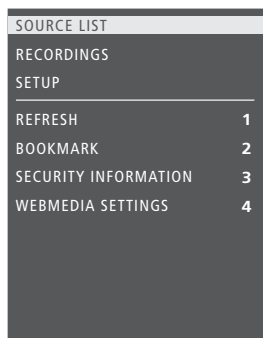 SOURCE LIST
RECORDINGS
SETUP
REFRESH 1
BOOKMARK 2
SECURITY INFORMATION 3
WEBMEDIA SETTINGS 4